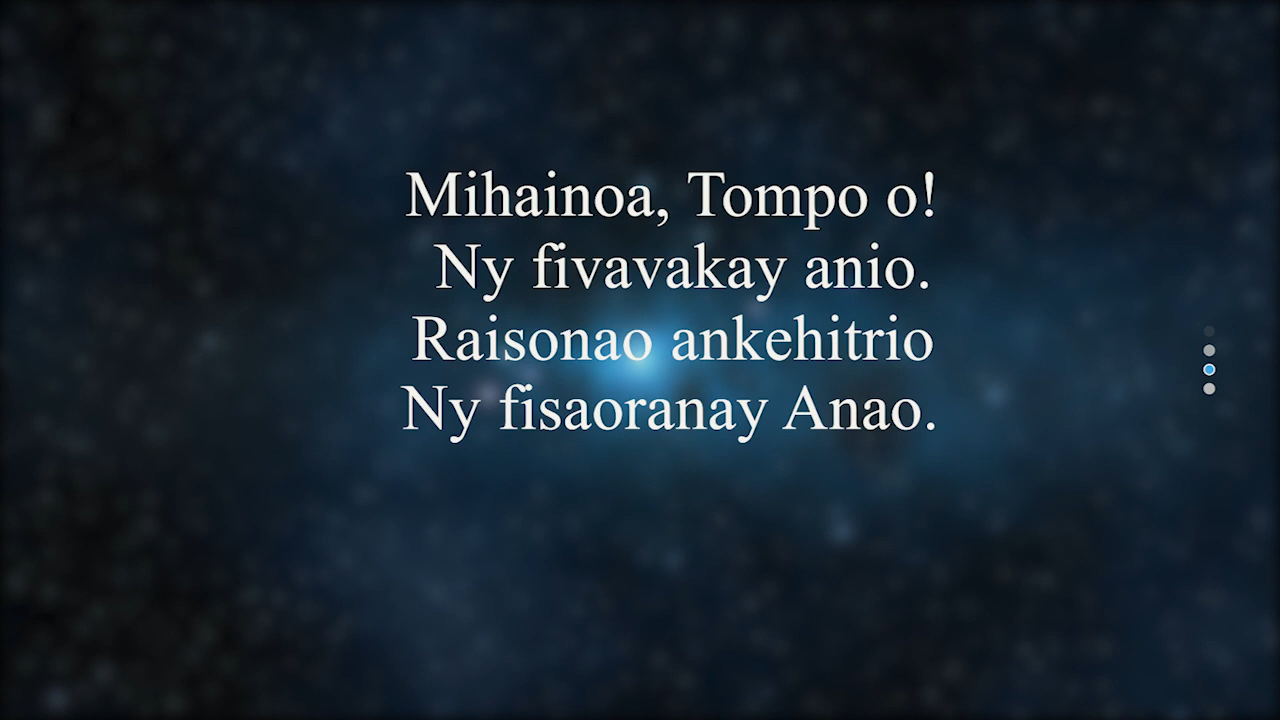 Mihainoa, Tompo o!
Ny fivavakay anio.
Raisonao ankehitrio
Ny fisaoranay Anao.